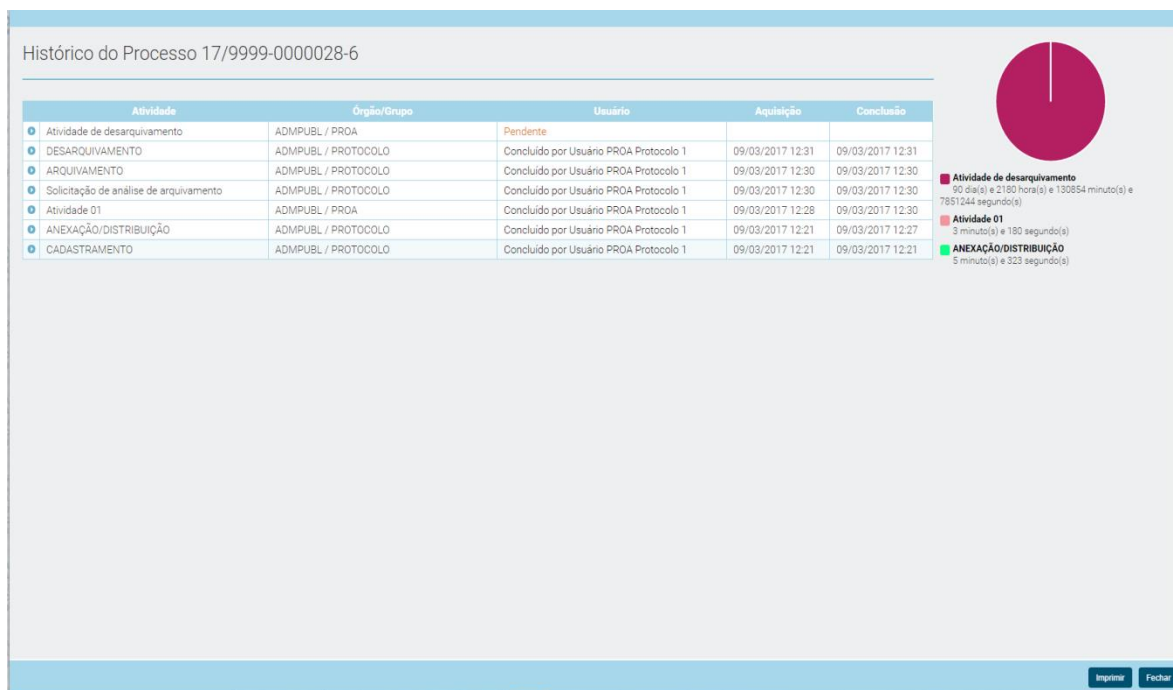 Histórico do Processo 17/9999-0000028-6
Atividade Órgão/Grupo Usuário Aquisição Conclusão
Atividade de desarquivamento ADMPUBL / PROA Pendente
DESARQUIVAMENTO ADMPUBL / PROTOCOLO Concluído por Usuário PROA Protocolo 1 09/03/2017 12:31 09/03/2017 12:31
ARQUIVAMENTO ADMPUBL / PROTOCOLO Concluído por Usuário PROA Protocolo 1 09/03/2017 12:30 09/03/2017 12:30
Solicitação de análise de arquivamento ADMPUBL / PROTOCOLO Concluído por Usuário PROA Protocolo 1 09/03/2017 12:30 09/03/2017 12:30
Atividade 01 ADMPUBL / PROA Concluído por Usuário PROA Protocolo 1 09/03/2017 12:28 09/03/2017 12:30
ANEXAÇÃO/DISTRIBUIÇÃO ADMPUBL / PROTOCOLO Concluído por Usuário PROA Protocolo 1 09/03/2017 12:21 09/03/2017 12:27
CADASTRAMENTO ADMPUBL / PROTOCOLO Concluído por Usuário PROA Protocolo 1 09/03/2017 12:21 09/03/2017 12:21
Atividade de desarquivamento
90 dia(s) e 2180 hora(s) e 130854 minuto(s) e
7851244 segundo(s)
Atividade 01
3 minuto(s) e 180 segundo(s)
ANEXAÇÃO/DISTRIBUIÇÃO
5 minuto(s) e 323 segundo(s)
Imprimir Fechar